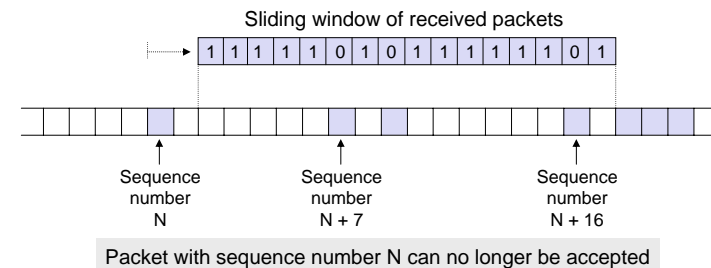 Sliding window of received packets
1 1 1 1 1 0 1 0 1 1 1 1 1 1 1 0 1
Sequence number N
Sequence number N + 7
Sequence number N + 16
Packet with sequence number N can no longer be accepted